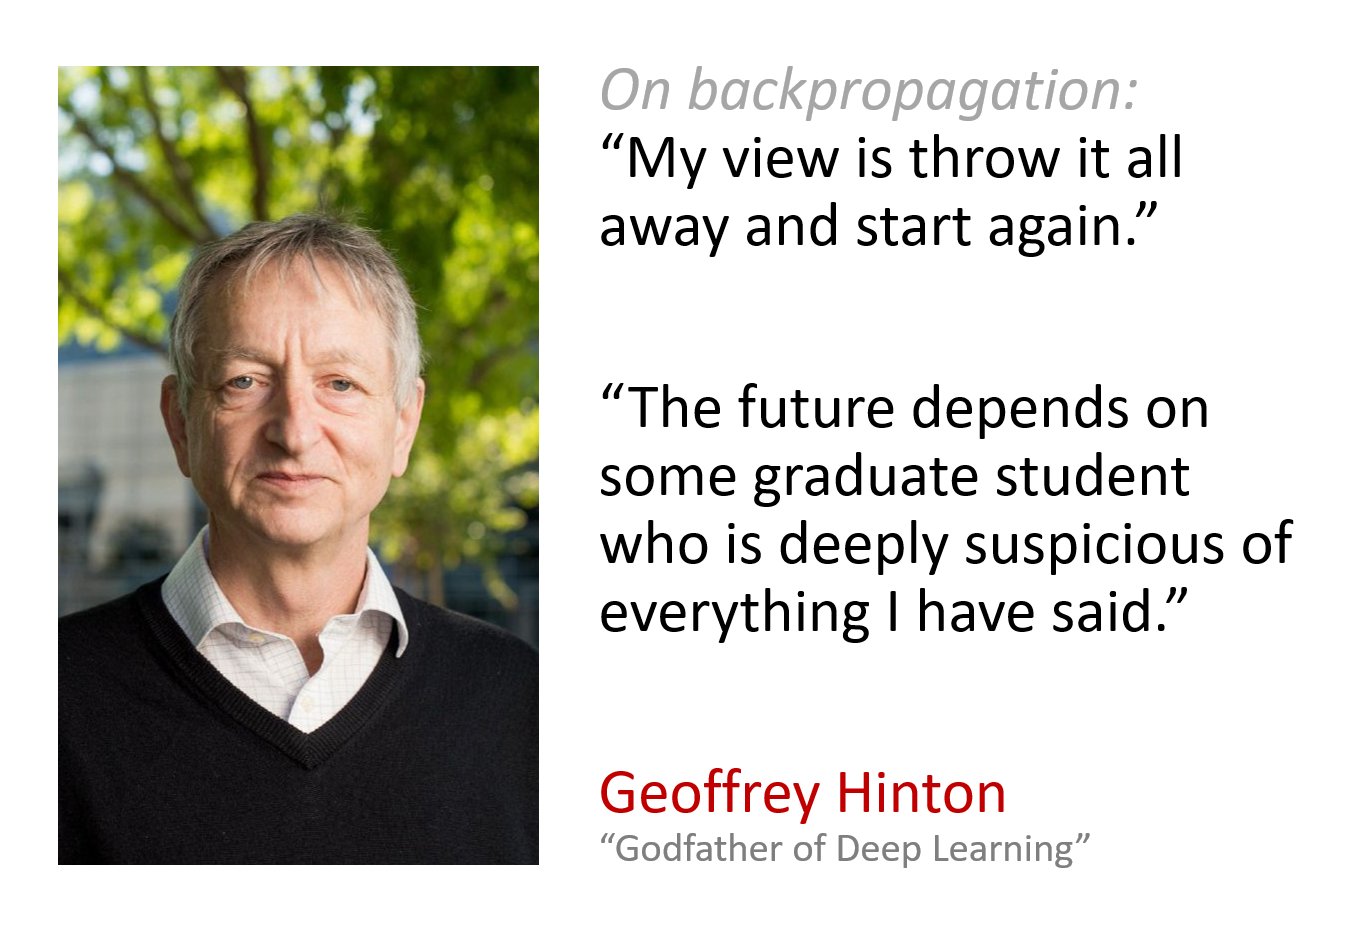 On backpropagation:
“My view is throw it all
away and start again.”
“The future depends on
some graduate student
who is deeply suspicious of
everything I have said.”
Geoffrey Hinton
“Godfather of Deep Learning”